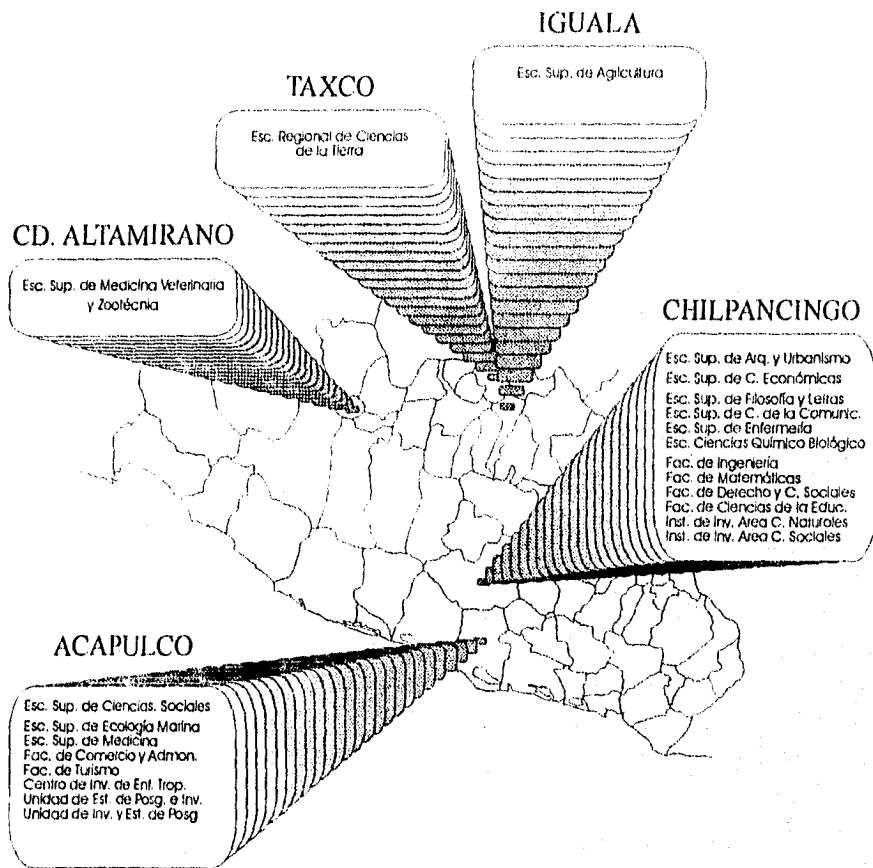 IGUALA
Esc. Sup. de Agilcultura
TAXCO
Esc. Regional de Ciencias
de la Tierra
CD. ALTAMIRANO
Esc. Sup. de Medicina Veterinaria
y Zootécnia
CHILPANCINGO
Esc. Sup. de Arq. y Urbanismo
Esc. Sup. de C. Económicas
Esc. Sup. de Filosofía y Letras
Esc. Sup. de C. de la Comunic.
Esc. Sup. de Enfermería
Esc. Ciencias Químico Biológico
Fac. de Ingeniería
Fac. de Matemáticas
Fac. de Derecho y C. Sociales
Fac. de Ciencias de la Educ.
Inst. de Inv. Area C. Naturales
Inst. de Inv. Area C. Sociales
ACAPULCO
Esc. Sup. de Ciencias. Sociales
Esc. Sup. de Ecología Marina
Esc. Sup. de Medicina
Fac. de Comercio y Admon.
Fac. de Turismo
Centro de Inv. de Enf. Trop.
Unidad de Est. de Posg. e Inv.
Unidad de Inv. y Est. de Posg